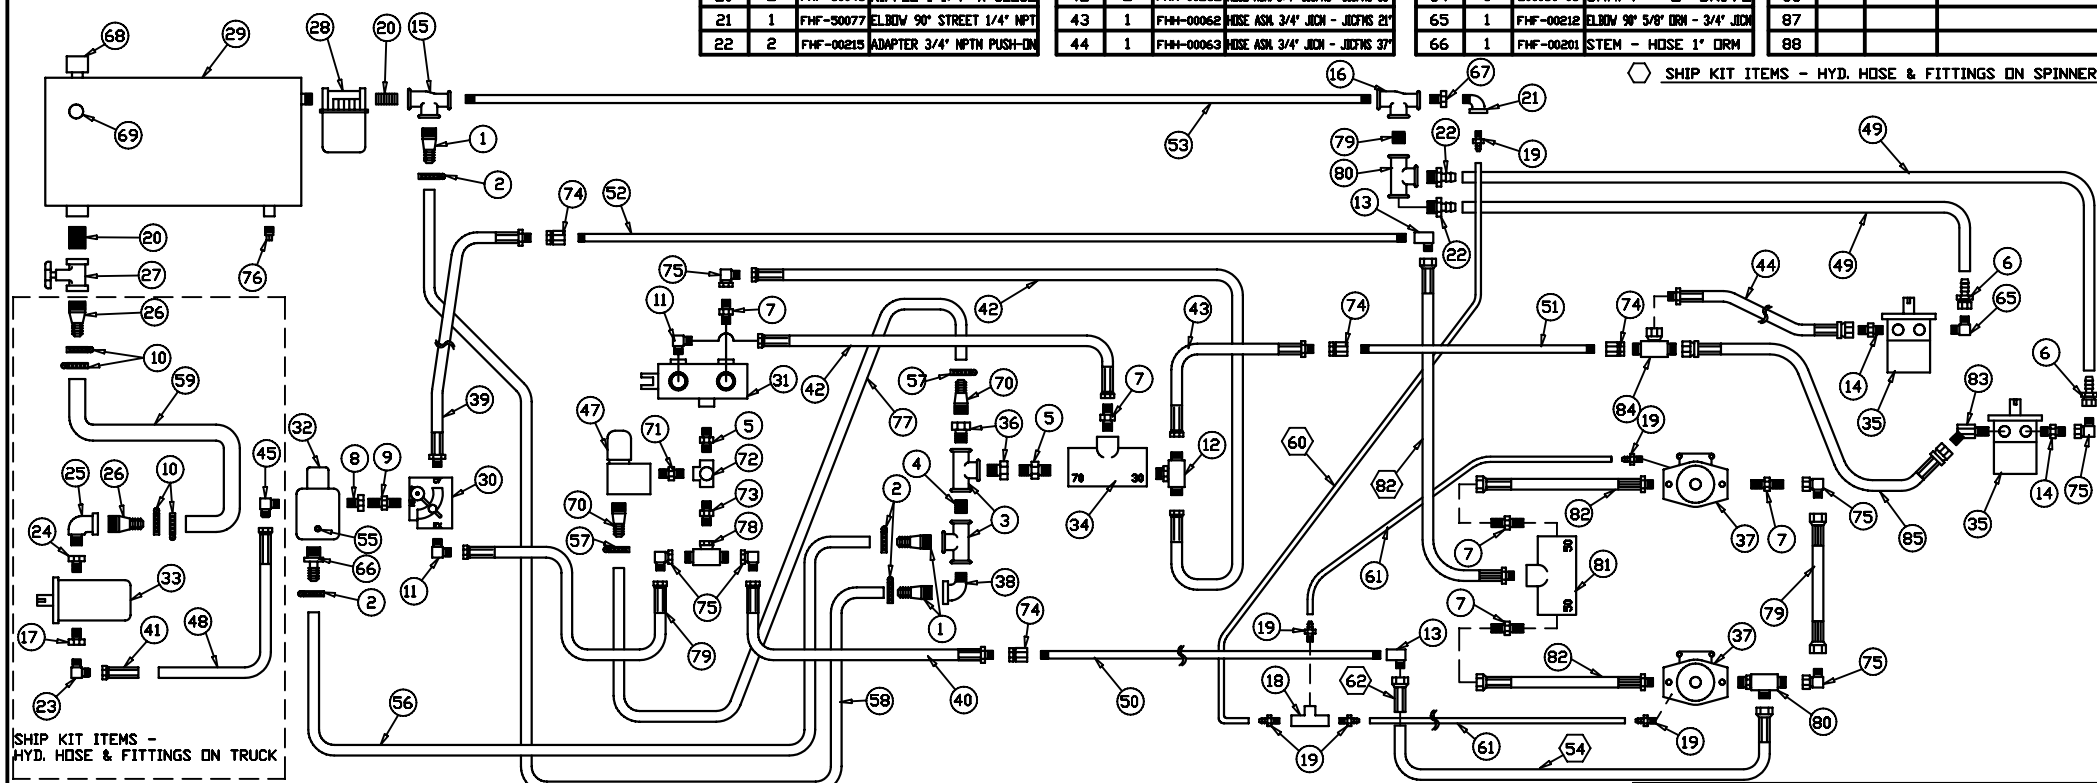 21 1 FHF-50077 ELBOW 90° STREET 1/4" NPT 43 1 FHH-00062 HOSE ASM. 3/4" JICM - JICFMS 21" 65 1 FHF-00212 ELBOW 90° 5/8" ORM - 3/4" JICM 87
22 2 FHF-00215 ADAPTER 3/4" NPTM PUSH-ON 44 1 FHH-00063 HOSE ASM. 3/4" JICM - JICFMS 37" 66 1 FHF-00201 STEM - HOSE 1" ORM 88
SHIP KIT ITEMS - HYD. HOSE & FITTINGS ON SPINNER
68 29 28 20 15
16 67 21
69 1 53 79 22 19 49
2 80
74 52 13
20 22
27 76 75 49 6
26 11 7 42 43 74 51 74 44 65
10 57 70 31 42 7 14 35 6
59 39 47 77 84 19 83
32 71 5 36 5 60 82
25 26 10 45 8 9 30 72 4 12 35 14 75
2 70 30
24 70 73 3 34 82 37 7 75 85
55 57 78 7 50
33 66 11 61 81
2 38 50 79
75 1 74 7
17 41 48 79 19 13 37
23 58 40 50 62 82 75
56 18 80
SHIP KIT ITEMS -
HYD. HOSE & FITTINGS ON TRUCK
19 61 54 19